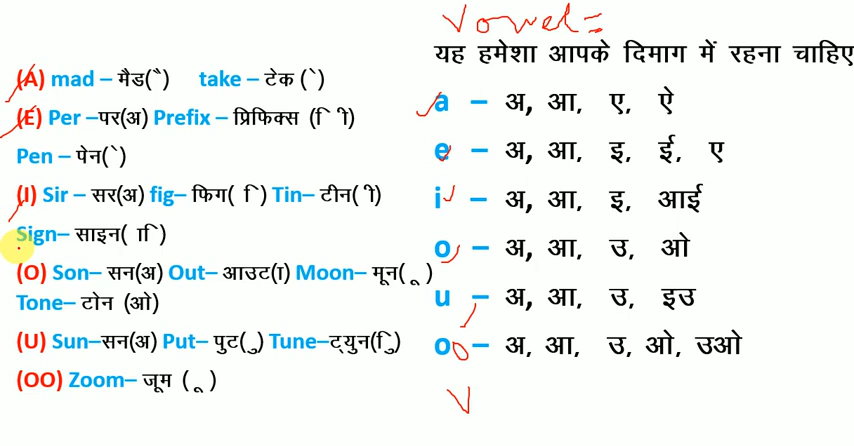 Vowel=
यह हमेशा आपके दिमाग में रहना चाहिए
(A) mad – मैड(ै) take – टेक (े)
(E) Per –पर(अ) Prefix – प्रिफिक्स (ि ी)
Pen – पेन(े)
(I) Sir – सर(अ) fig– फिग( ि) Tin– टीन( ी)
Sign– साइन( ा ि)
(O) Son– सन(अ) Out– आउट(ा) Moon– मून( ू )
Tone– टोन (ओ)
(U) Sun–सन(अ) Put– पुट( ु) Tune–ट्युन(ि ु)
(OO) Zoom– जूम ( ू )
a – अ, आ, ए, ऐ
e – अ, आ, इ, ई, ए
i – अ, आ, इ, आई
o – अ, आ, उ, ओ
u – अ, आ, उ, इउ
oo – अ, आ, उ, ओ, उओ
V